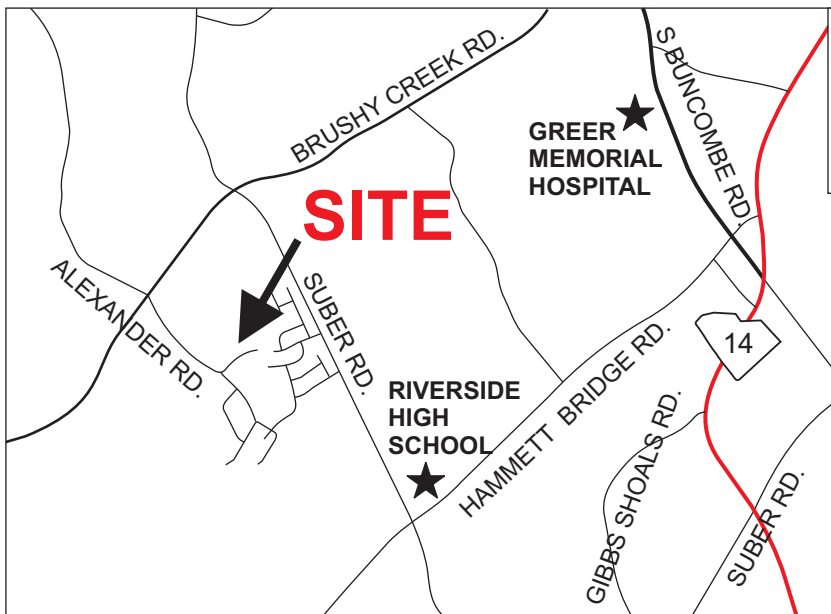 BRUSHY CREEK RD.
S BUNCOMBE RD.
GREER
MEMORIAL
HOSPITAL
SITE
ALEXANDER RD.
SUBER RD.
14
RIVERSIDE
HIGH
SCHOOL
HAMMETT BRIDGE RD.
GIBBS SHOALS RD.
SUBER RD.